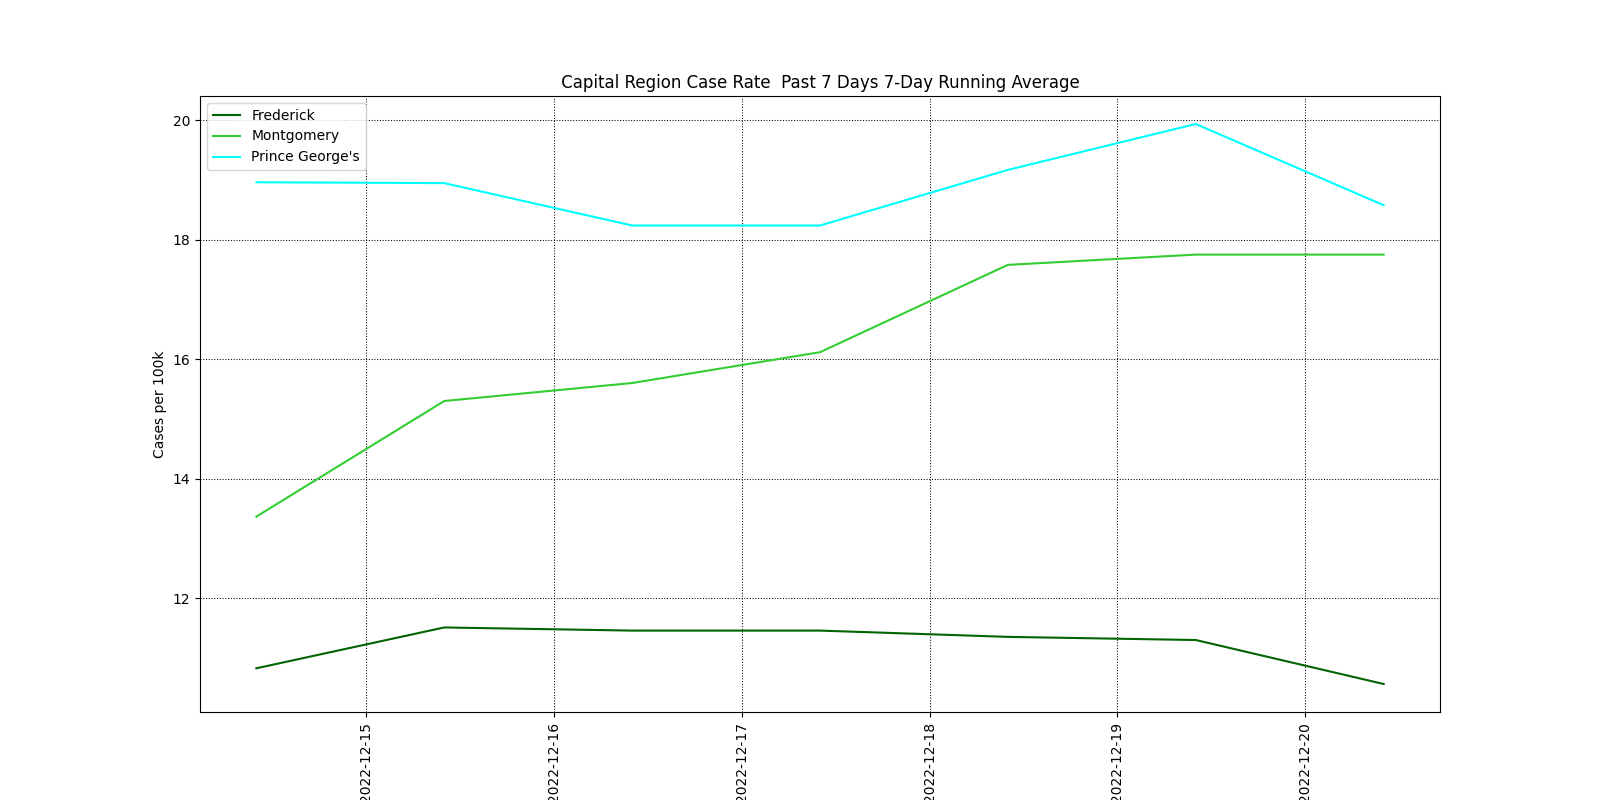 Capital Region Case Rate  Past 7 Days 7-Day Running Average
Frederick
Montgomery
Prince George's
20
18
16
14
12
Cases per 100k
2022-12-15
2022-12-16
2022-12-17
2022-12-18
2022-12-19
2022-12-20